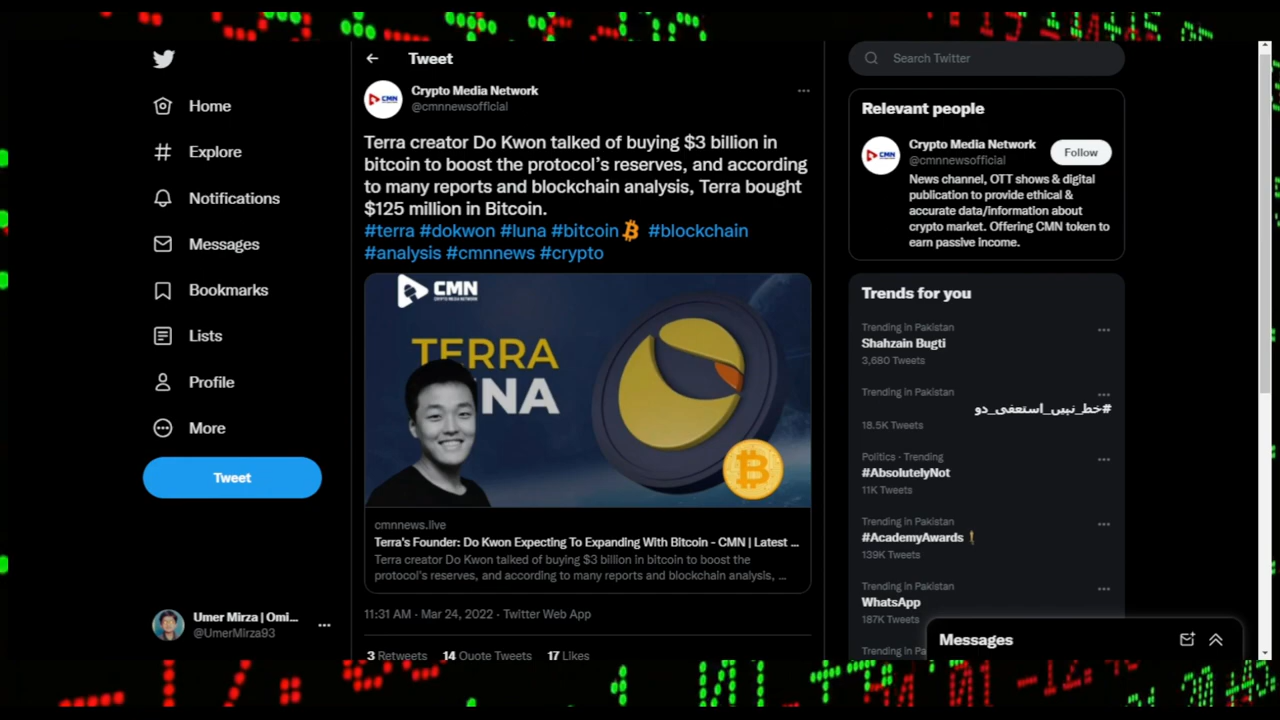 Home
Explore
Notifications
Messages
Bookmarks
Lists
Profile
More
Tweet
Umer Mirza | Omi...
@UmerMirza93
Tweet
Crypto Media Network
@cmnnewsofficial
Terra creator Do Kwon talked of buying $3 billion in
bitcoin to boost the protocol's reserves, and according
to many reports and blockchain analysis, Terra bought
$125 million in Bitcoin.
#terra #dokwon #luna #bitcoin #blockchain
#analysis #cmnnews #crypto
CMN
CRYPTO MEDIA NETWORK
TERRA
NA
cmnnews.live
Terra's Founder: Do Kwon Expecting To Expanding With Bitcoin - CMN | Latest ...
Terra creator Do Kwon talked of buying $3 billion in bitcoin to boost the
protocol's reserves, and according to many reports and blockchain analysis, ...
11:31 AM · Mar 24, 2022 · Twitter Web App
3 Retweets 14 Quote Tweets 17 Likes
Search Twitter
Relevant people
Crypto Media Network
@cmnnewsofficial
Follow
News channel, OTT shows & digital
publication to provide ethical &
accurate data/information about
crypto market. Offering CMN token to
earn passive income.
Trends for you
Trending in Pakistan
Shahzain Bugti
3,680 Tweets
Trending in Pakistan
#خط_نہیں_استعفی_دو
18.5K Tweets
Politics · Trending
#AbsolutelyNot
11K Tweets
Trending in Pakistan
#AcademyAwards
139K Tweets
Trending in Pakistan
WhatsApp
187K Tweets
Trending in Pa
Messages